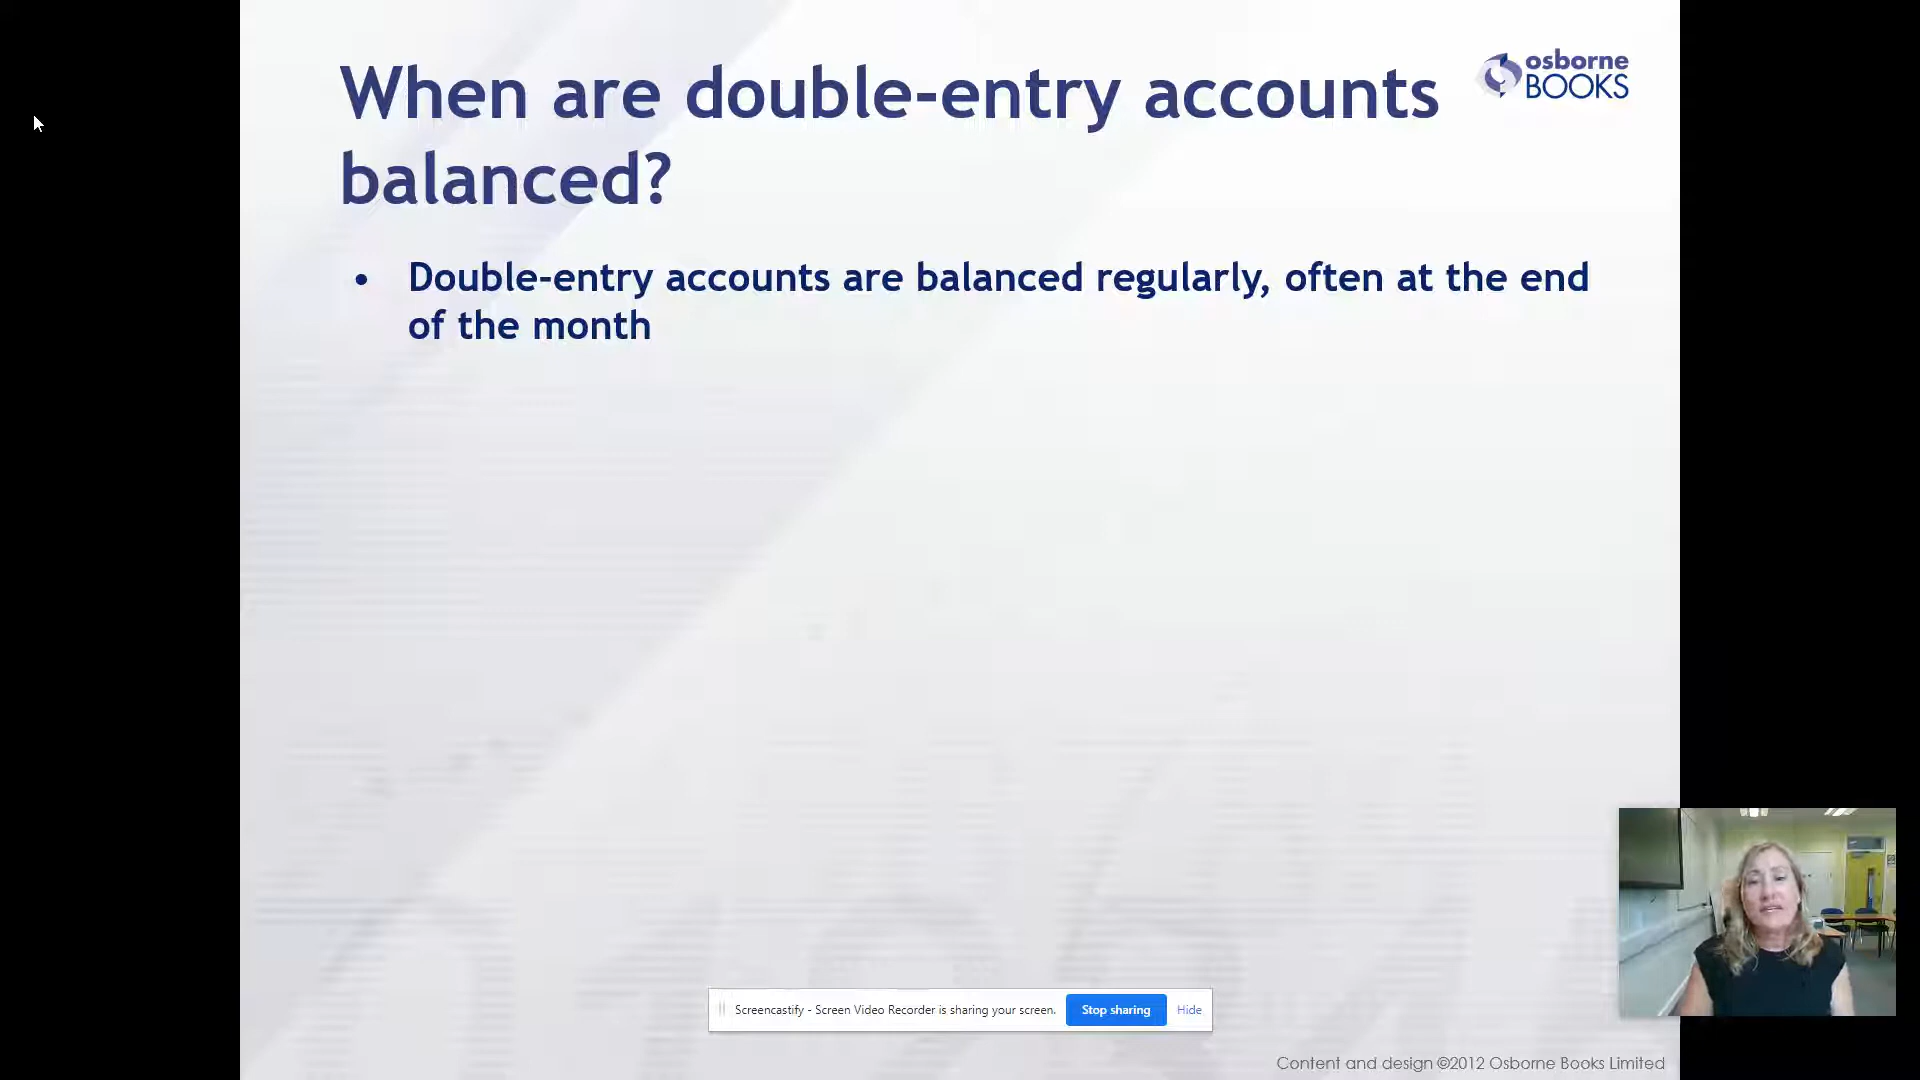 When are double-entry accounts
balanced?
osborne
BOOKS
• Double-entry accounts are balanced regularly, often at the end
of the month
Screencastify - Screen Video Recorder is sharing your screen. Stop sharing Hide
Content and design ©2012 Osborne Books Limited